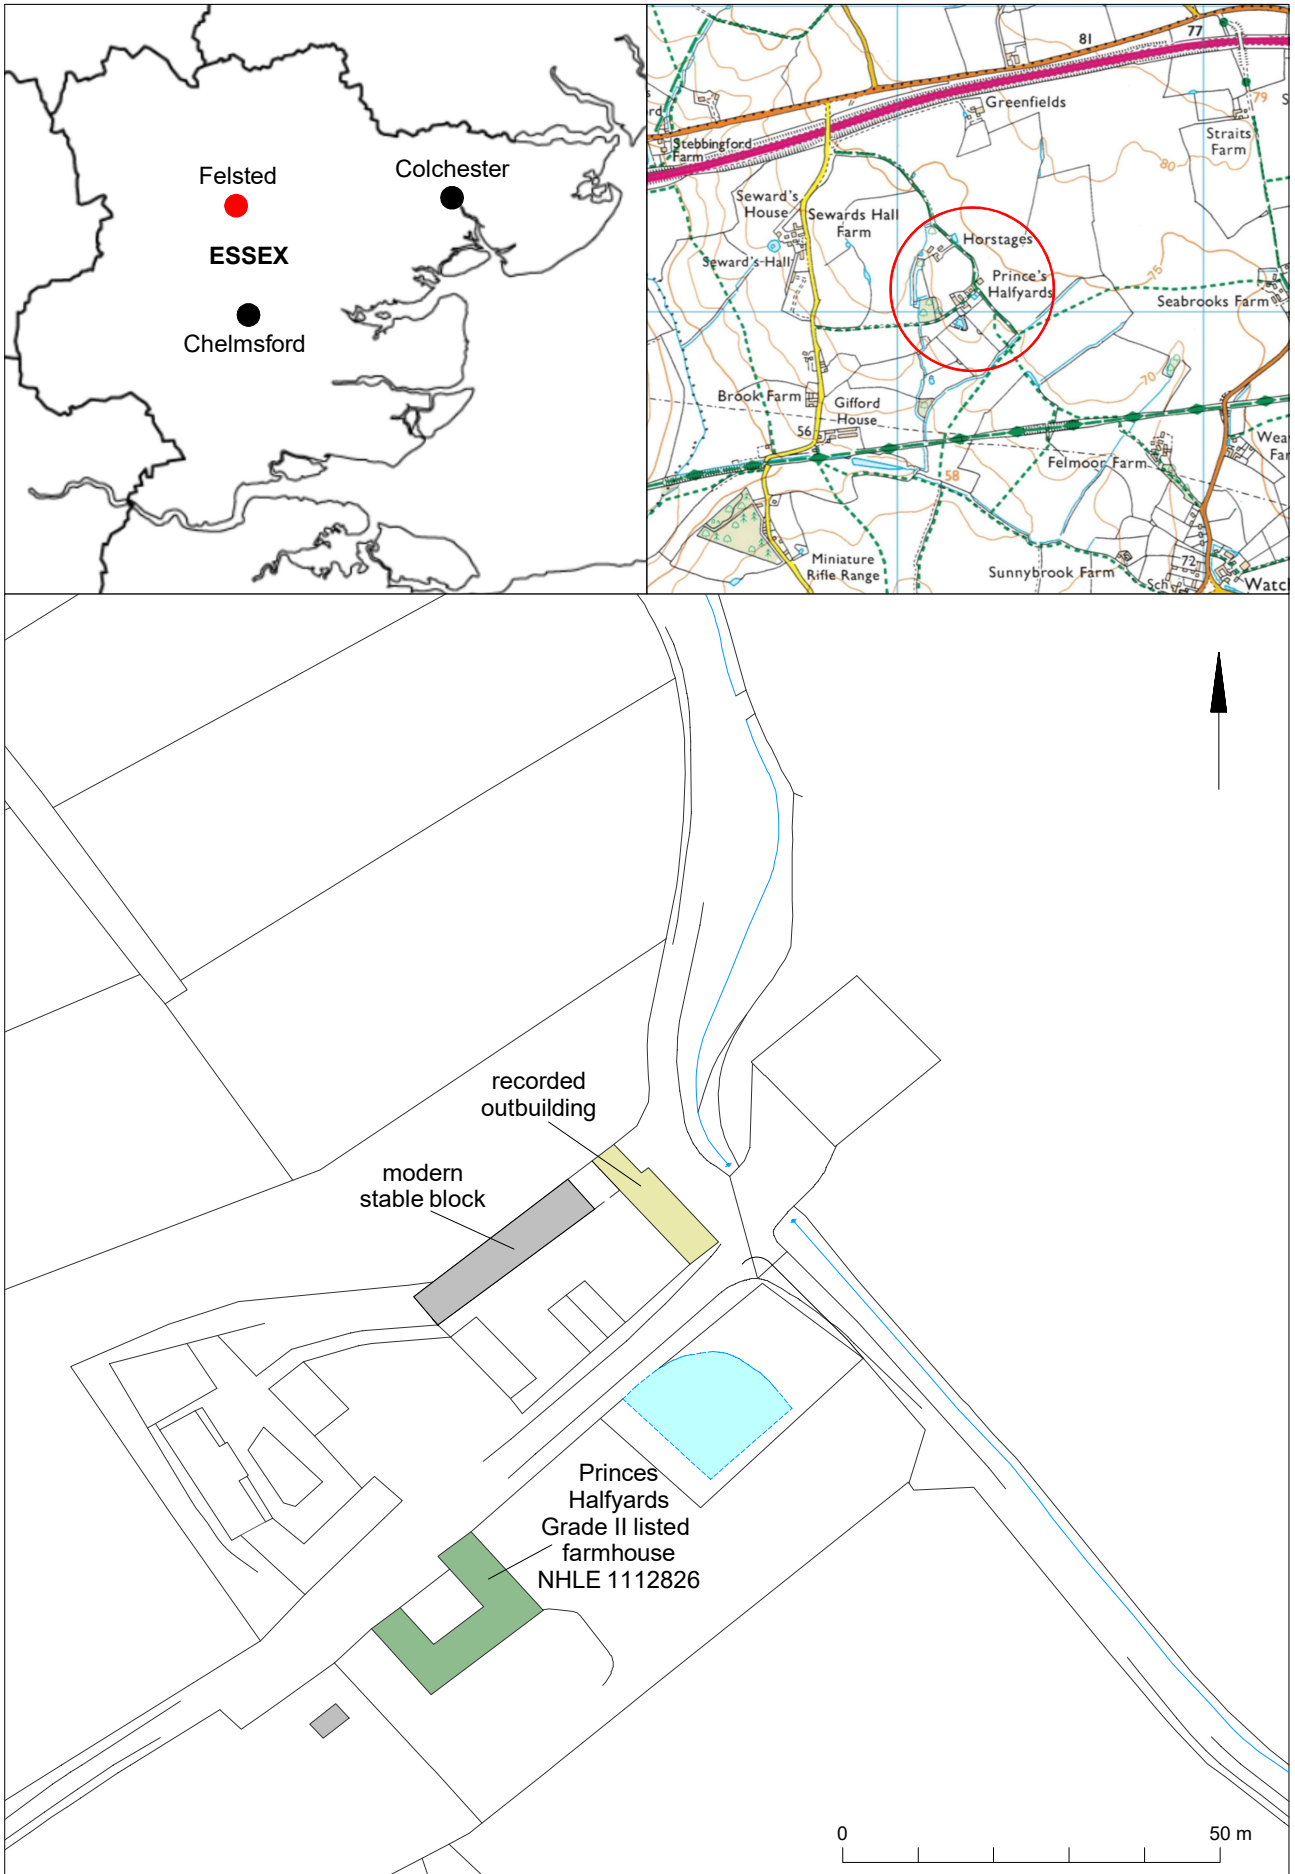 Felsted
Colchester
ESSEX
Chelmsford
81
77
79
Greenfields
Straits
Farm
Stebbingford
Farm
80
Seward's
House
Sewards Hall
Farm
Horstages
Seward's Hall
Prince's
Halfyards
75
Seabrooks Farm
70
Brook Farm
Gifford
House
56
Felmoor Farm
58
Miniature
Rifle Range
Sunnybrook Farm
72
Sch
recorded
outbuilding
modern
stable block
Princes
Halfyards
Grade II listed
farmhouse
NHLE 1112826
0
50 m